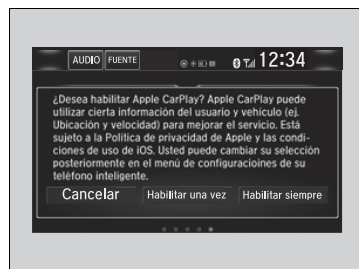 AUDIO FUENTE 12:34
¿Desea habilitar Apple CarPlay? Apple CarPlay puede
utilizar cierta información del usuario y vehículo (ej.
Ubicación y velocidad) para mejorar el servicio. Está
sujeto a la Política de privacidad de Apple y las condi-
ciones de uso de iOS. Usted puede cambiar su selección
posteriormente en el menú de configuracioines de su
teléfono inteligente.
Cancelar Habilitar una vez Habilitar siempre